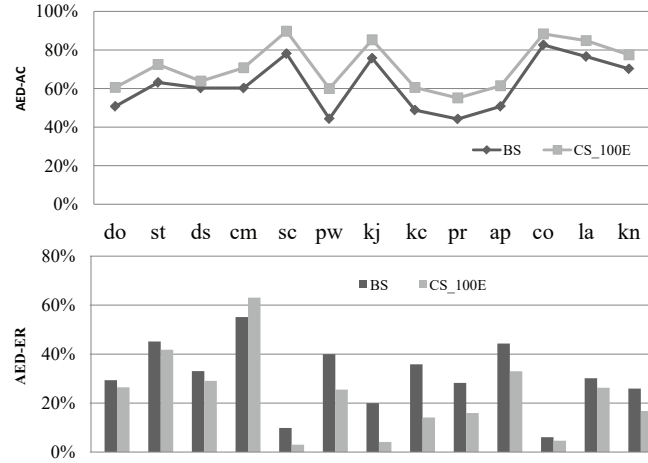 100%
80%
60%
40%
20%
0%
AED-AC
BS CS_100E
do st ds cm sc pw kj kc pr ap co la kn
80%
60%
40%
20%
0%
AED-ER
BS CS_100E